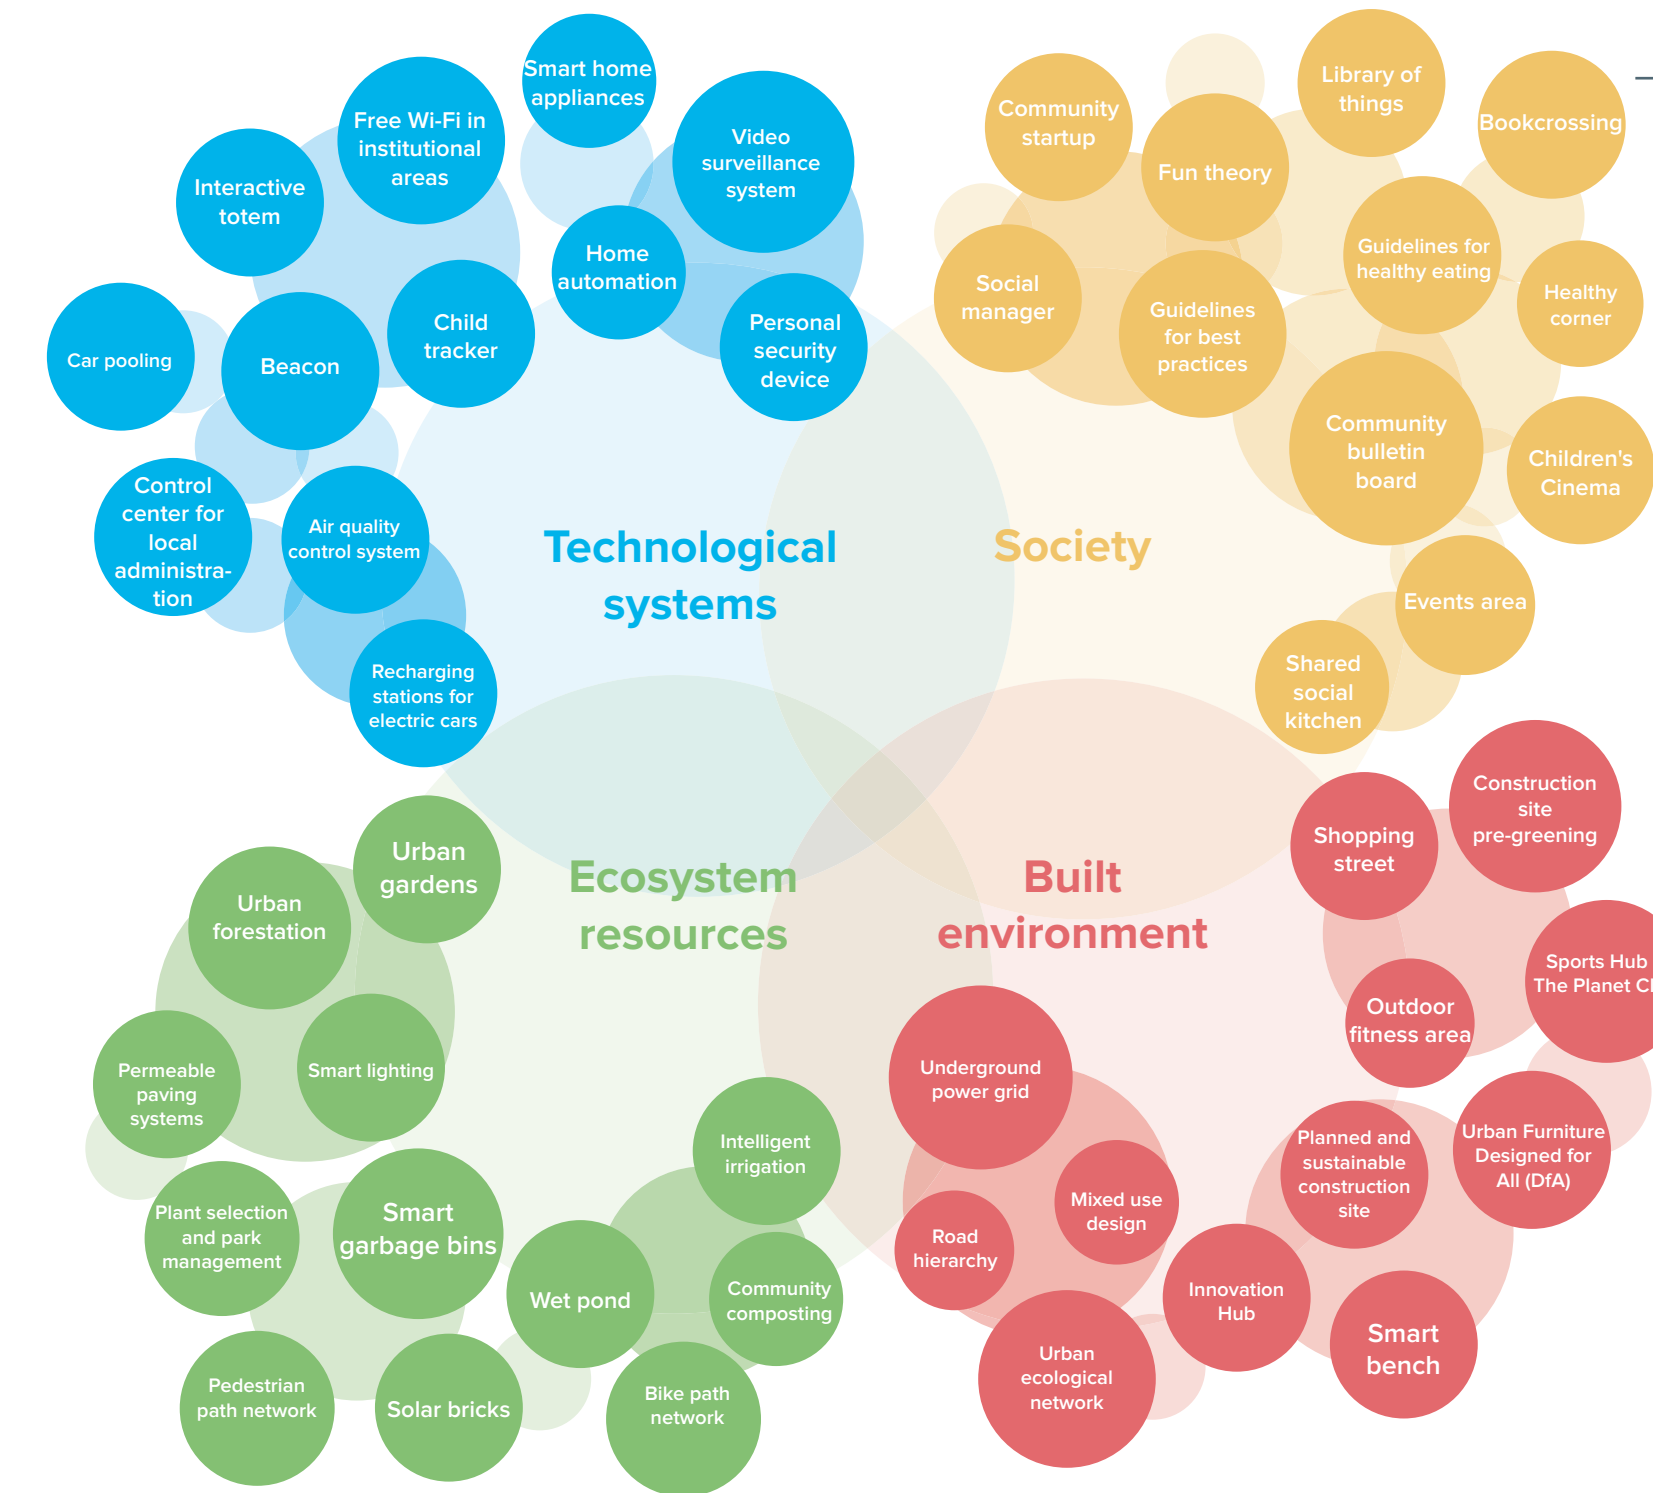 Smart home
appliances
Free Wi-Fi in
institutional
areas
Video
surveillance
system
Interactive
totem
Home
automation
Child
tracker
Personal
security
device
Car pooling
Beacon
Control
center for
local
administra-
tion
Air quality
control system
Recharging
stations for
electric cars
Technological
systems
Library of
things
Community
startup
Bookcrossing
Fun theory
Guidelines for
healthy eating
Social
manager
Guidelines
for best
practices
Healthy
corner
Community
bulletin
board
Children's
Cinema
Society
Events area
Shared
social
kitchen
Urban
gardens
Urban
forestation
Ecosystem
resources
Permeable
paving
systems
Smart lighting
Intelligent
irrigation
Plant selection
and park
management
Smart
garbage bins
Wet pond
Community
composting
Pedestrian
path network
Solar bricks
Bike path
network
Construction
site
pre-greening
Shopping
street
Built
environment
Sports Hub
The Planet
Outdoor
fitness area
Underground
power grid
Planned and
sustainable
construction
site
Urban Furniture
Designed for
All (DfA)
Mixed use
design
Road
hierarchy
Innovation
Hub
Smart
bench
Urban
ecological
network